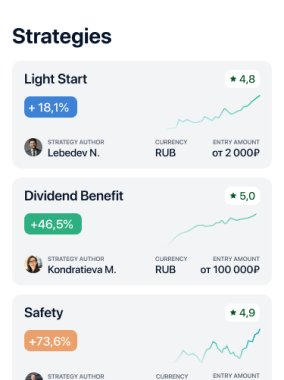 Strategies
Light Start
★ 4,8
+ 18,1%
STRATEGY AUTHOR
Lebedev N.
CURRENCY
RUB
ENTRY AMOUNT
от 2 000₽
Dividend Benefit
★ 5,0
+46,5%
STRATEGY AUTHOR
Kondratieva M.
CURRENCY
RUB
ENTRY AMOUNT
от 100 000₽
Safety
★ 4,9
+73,6%
STRATEGY AUTHOR
CURRENCY
ENTRY AMOUNT